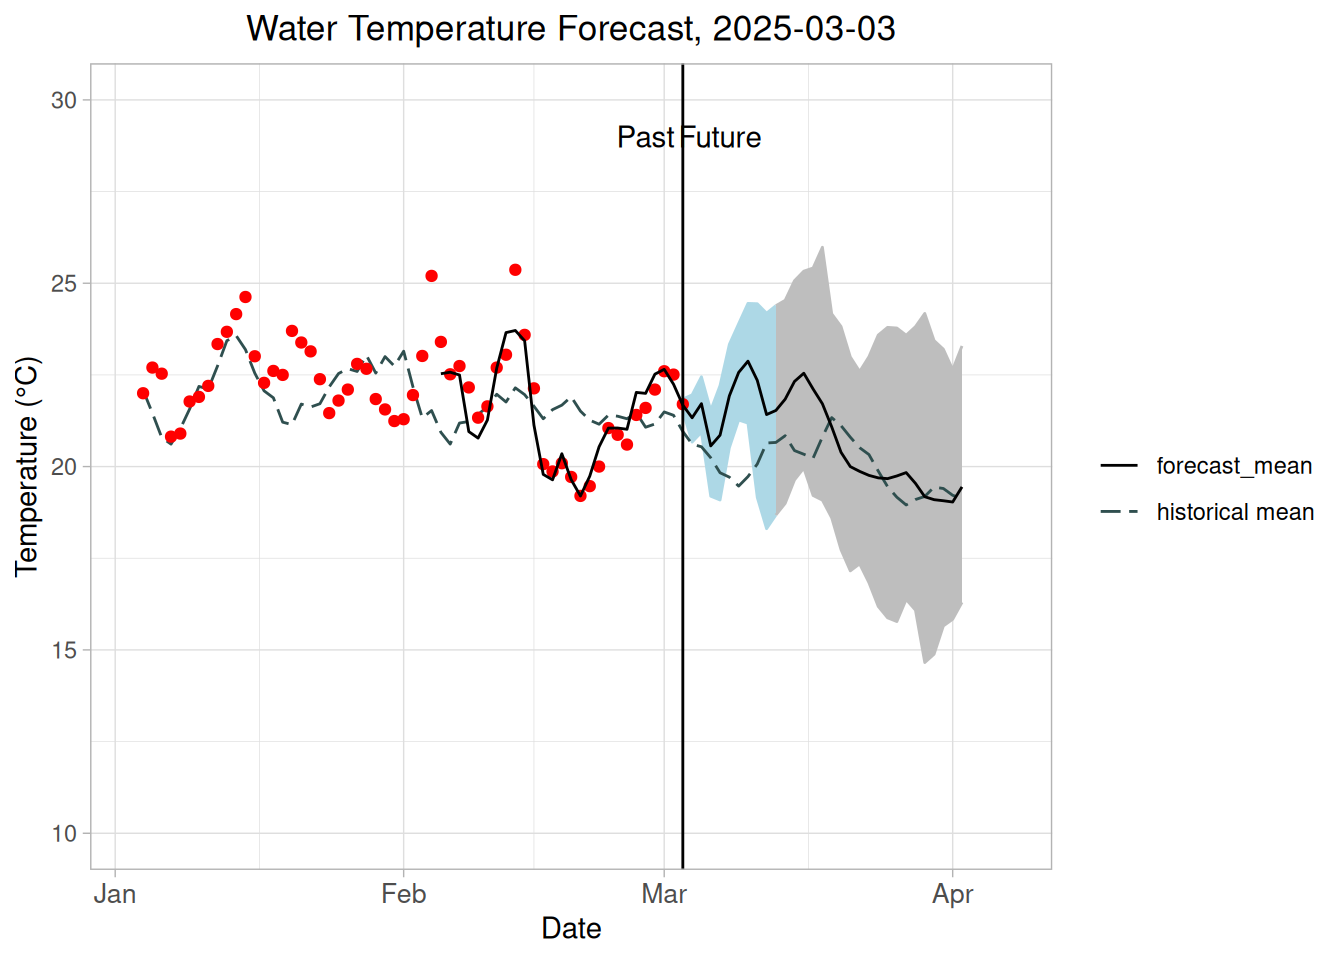 Water Temperature Forecast, 2025-03-03
30
Past Future
25
20
15
10
Temperature (°C)
Jan Feb Mar Apr
Date
forecast_mean
historical mean